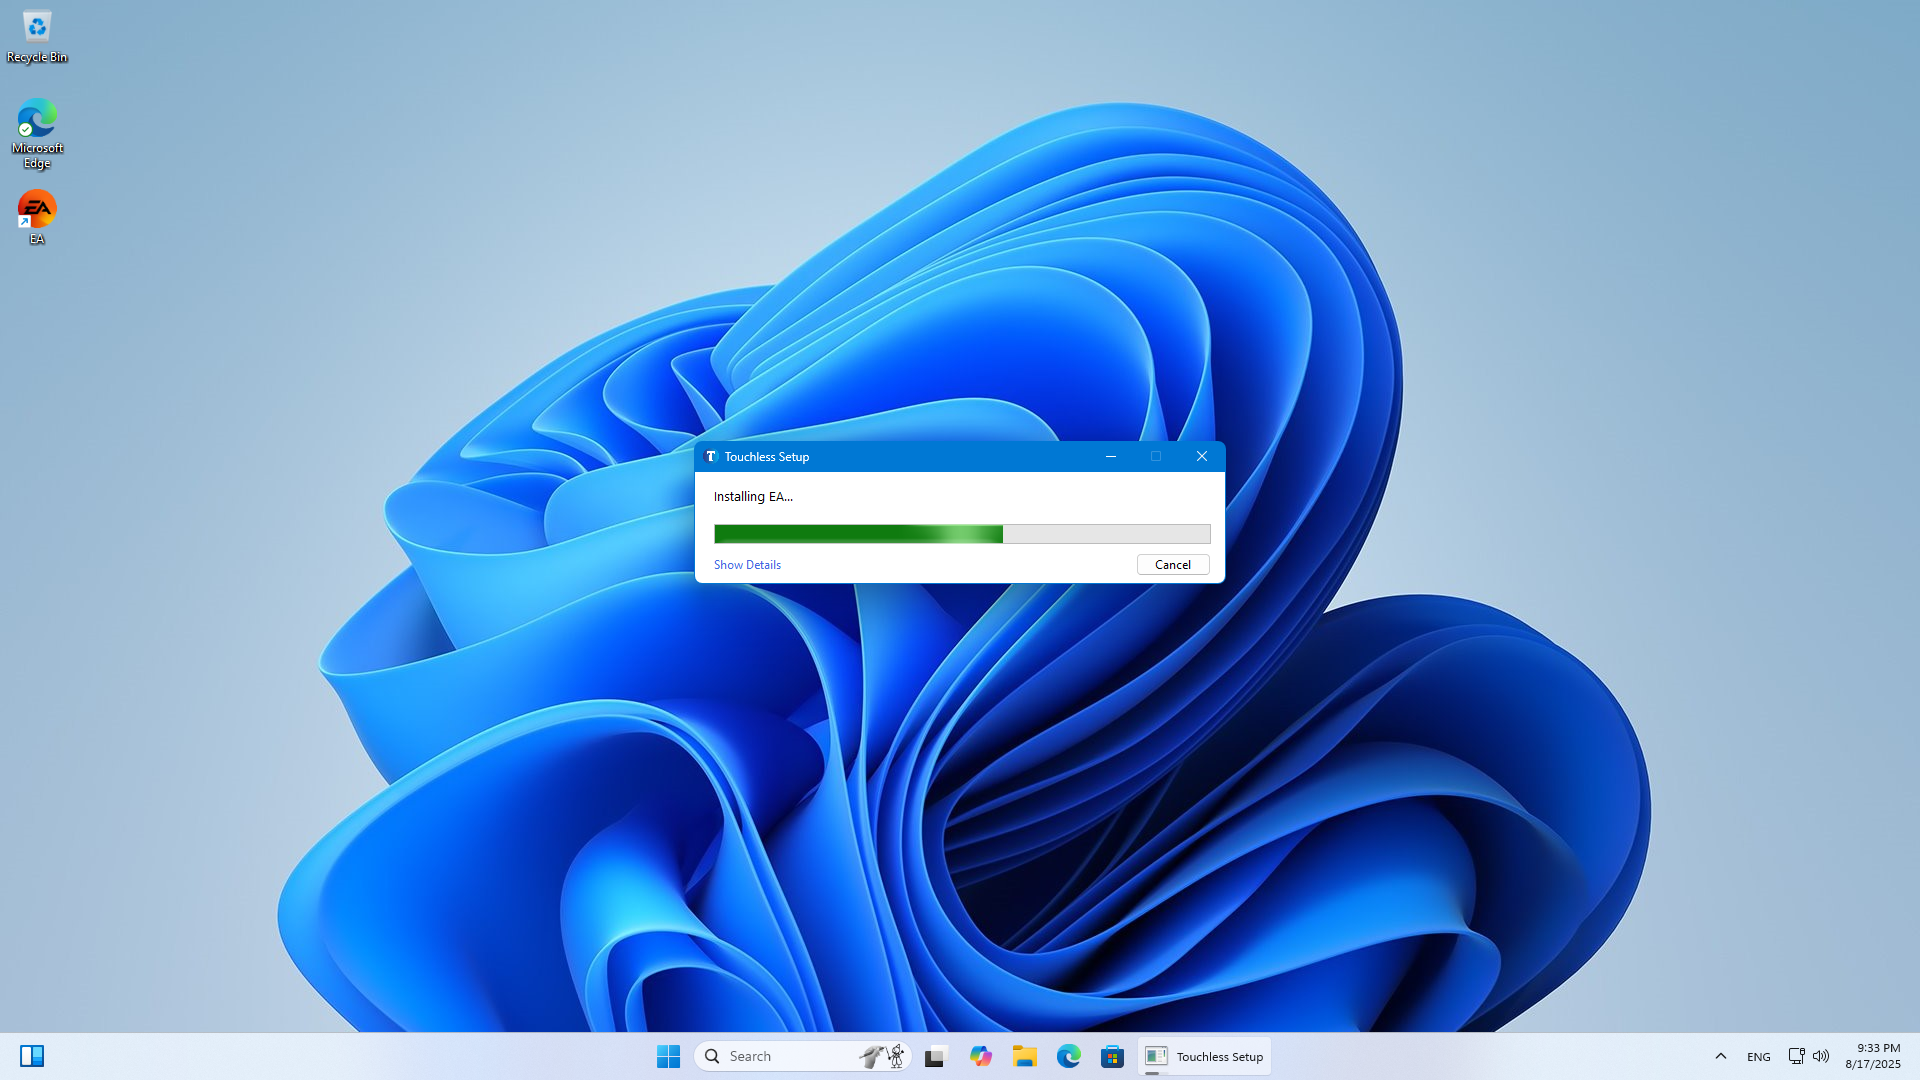 Recycle Bin
Microsoft
Edge
EA
EA
T Touchless Setup
Installing EA...
Show Details
Cancel
Search
Touchless Setup
ENG
9:33 PM
8/17/2025